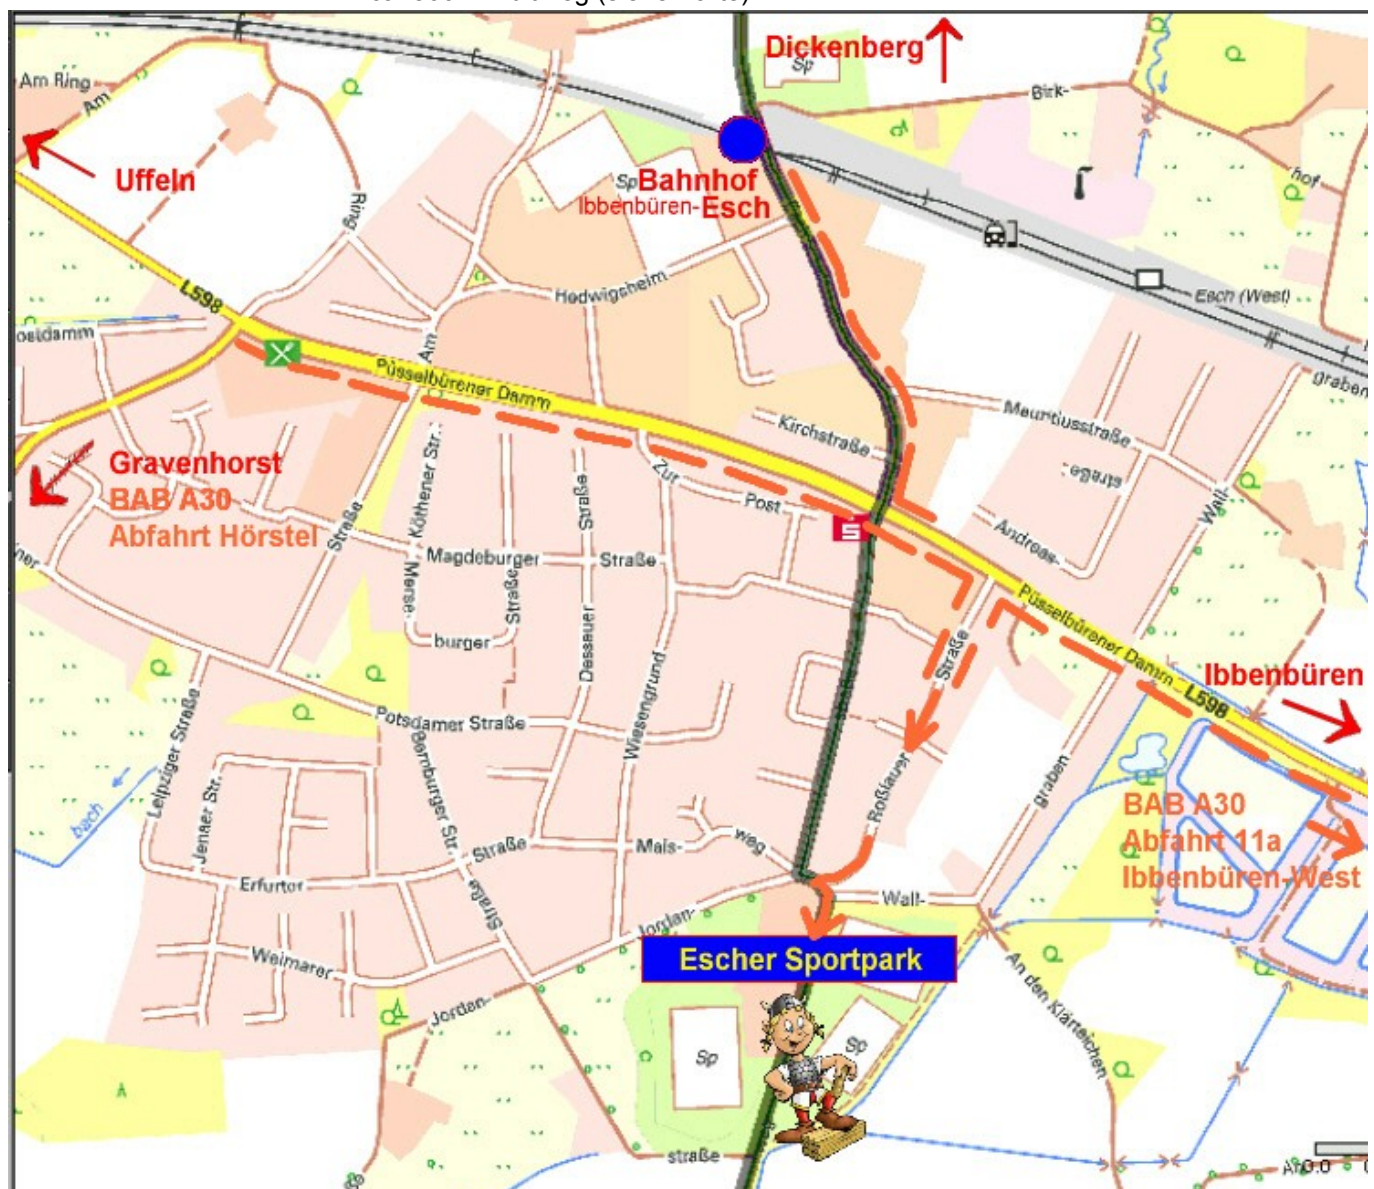 Dickenberg
Sp
Am Ring
Am
Birk-
Uffeln
Sp
Bahnhof
Ibbenbüren-Esch
hof
Ring
L598
Hedwigsheim
Esch (West)
ostdamm
Am
Püsselbürener Damm
graben
Mauritiusstraße
Kirchstraße
straße
Gravenhorst
BAB A30
Abfahrt Hörstel
Köthener Str.
Straße
Zur
Post
Wall-
S
Straße
Andreas-
Magdeburger
Straße
Merse-
burger
Straße
Dessauer
Püsselbürener Damm
L598
Straße
Ibbenbüren
Wiesengrund
Leipziger Straße
Potsdamer Straße
Bernburger Str.
Roßlauer
graben
Jenaer Str.
bach
BAB A30
Abfahrt 11a
Ibbenbüren-West
Straße
Mais-
weg
Erfurter
Straße
Wall-
Jordan-
Weimarer
Escher Sportpark
Jordan-
An den Klärteichen
Sp
Sp
straße